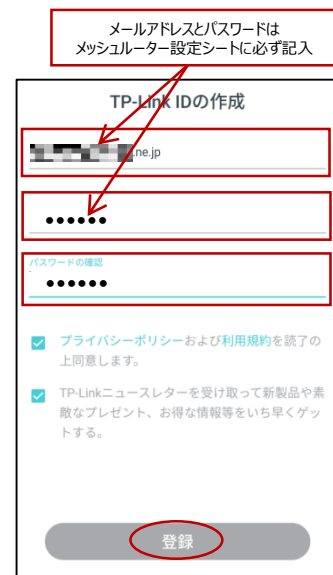 メールアドレスとパスワードは
メッシュルーター設定シートに必ず記入
TP-Link IDの作成
.ne.jp
●●●●●●
パスワードの確認
●●●●●●
プライバシーポリシーおよび利用規約を読了の
上同意します。
TP-Linkニュースレターを受け取って新製品や素
敵なプレゼント、お得な情報等をいち早くゲッ
トする。
登録